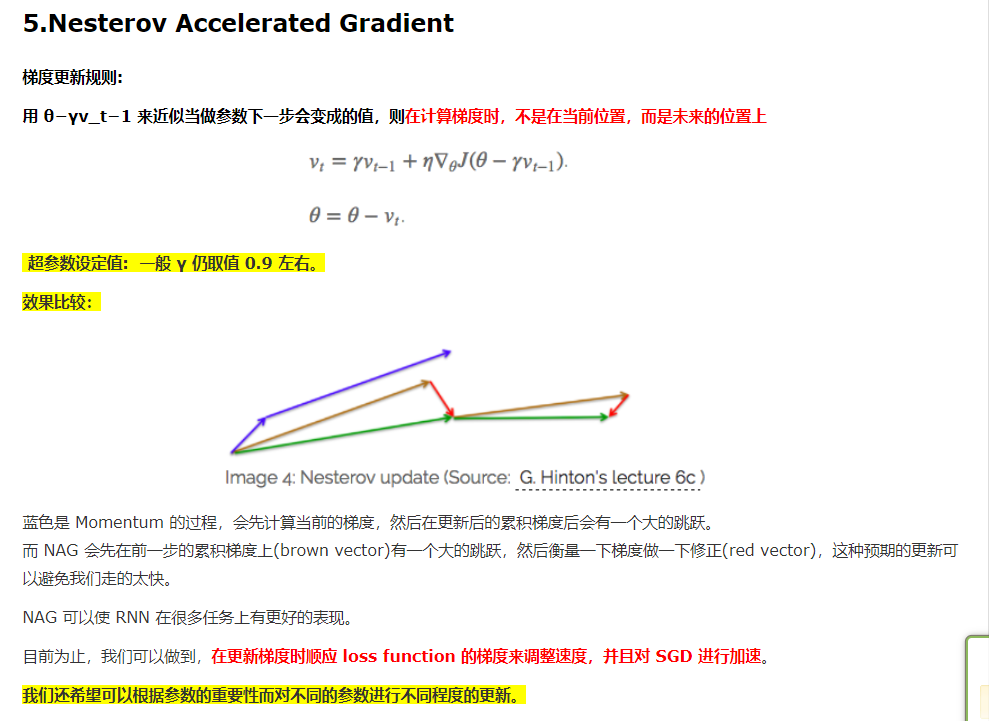 5.Nesterov Accelerated Gradient
梯度更新规则:
用 θ−γv_t−1 来近似当做参数下一步会变成的值，则在计算梯度时，不是在当前位置，而是未来的位置上
vₜ = γvₜ₋₁ + η∇_θJ(θ − γvₜ₋₁).
θ = θ − vₜ.
超参数设定值: 一般 γ 仍取值 0.9 左右。
效果比较：
Image 4: Nesterov update (Source: G. Hinton's lecture 6c )
蓝色是 Momentum 的过程，会先计算当前的梯度，然后在更新后的累积梯度后会有一个大的跳跃。
而 NAG 会先在前一步的累积梯度上(brown vector)有一个大的跳跃，然后衡量一下梯度做一下修正(red vector)，这种预期的更新可
以避免我们走的太快。
NAG 可以使 RNN 在很多任务上有更好的表现。
目前为止，我们可以做到，在更新梯度时顺应 loss function 的梯度来调整速度，并且对 SGD 进行加速。
我们还希望可以根据参数的重要性而对不同的参数进行不同程度的更新。